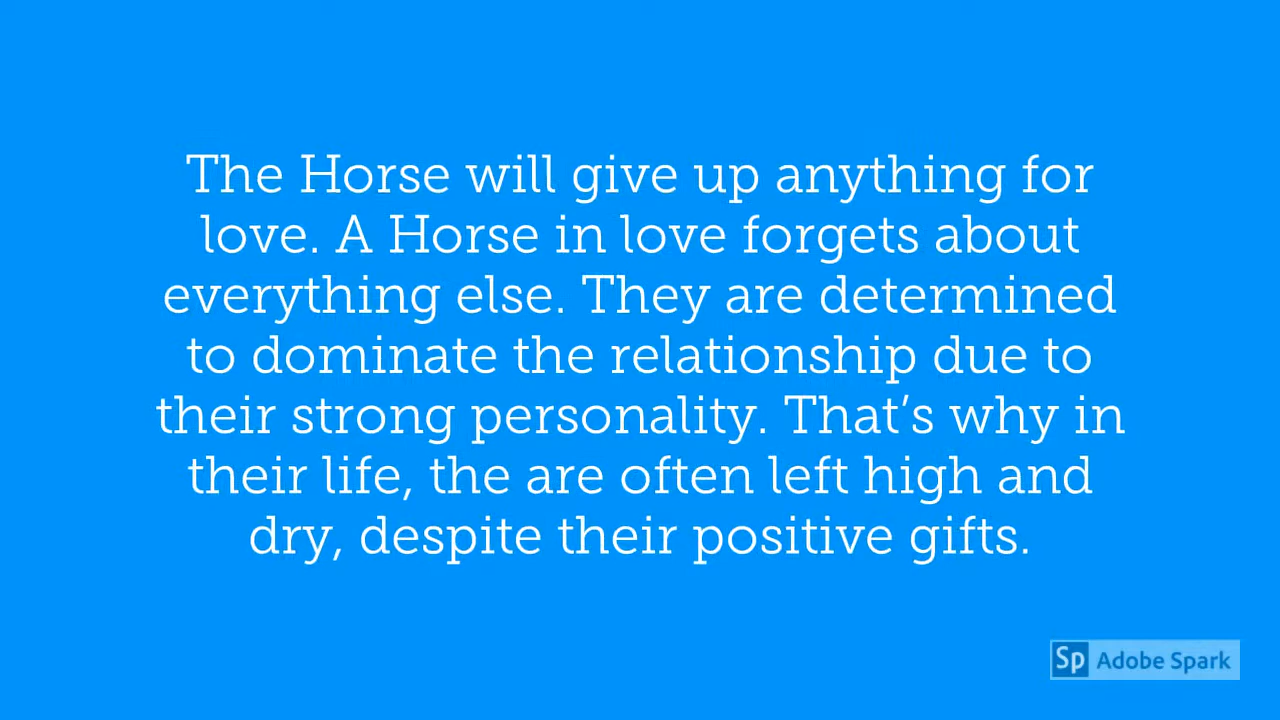 The Horse will give up anything for
love. A Horse in love forgets about
everything else. They are determined
to dominate the relationship due to
their strong personality. That’s why in
their life, the are often left high and
dry, despite their positive gifts.
Sp Adobe Spark